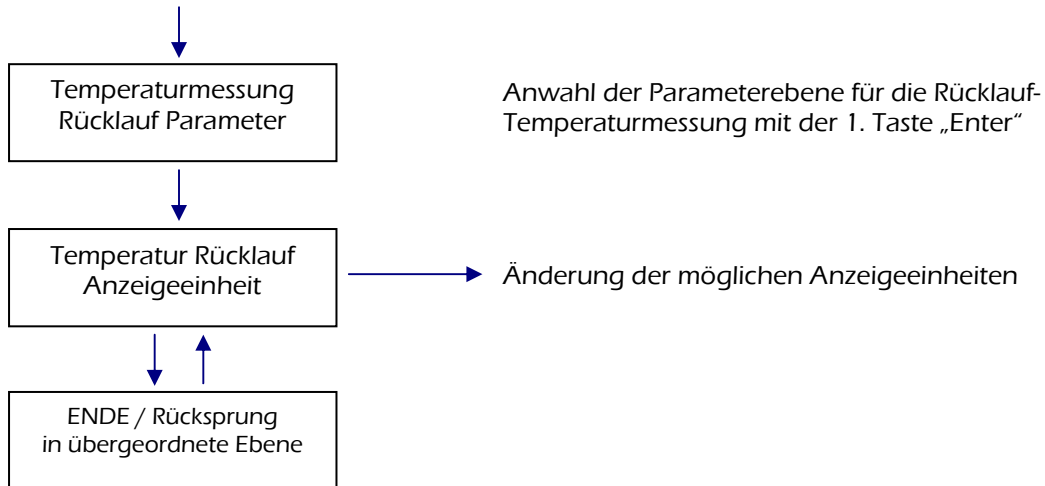 Temperaturmessung
Rücklauf Parameter
Anwahl der Parameterebene für die Rücklauf-
Temperaturmessung mit der 1. Taste „Enter“
Temperatur Rücklauf
Anzeigeeinheit
Änderung der möglichen Anzeigeeinheiten
ENDE / Rücksprung
in übergeordnete Ebene